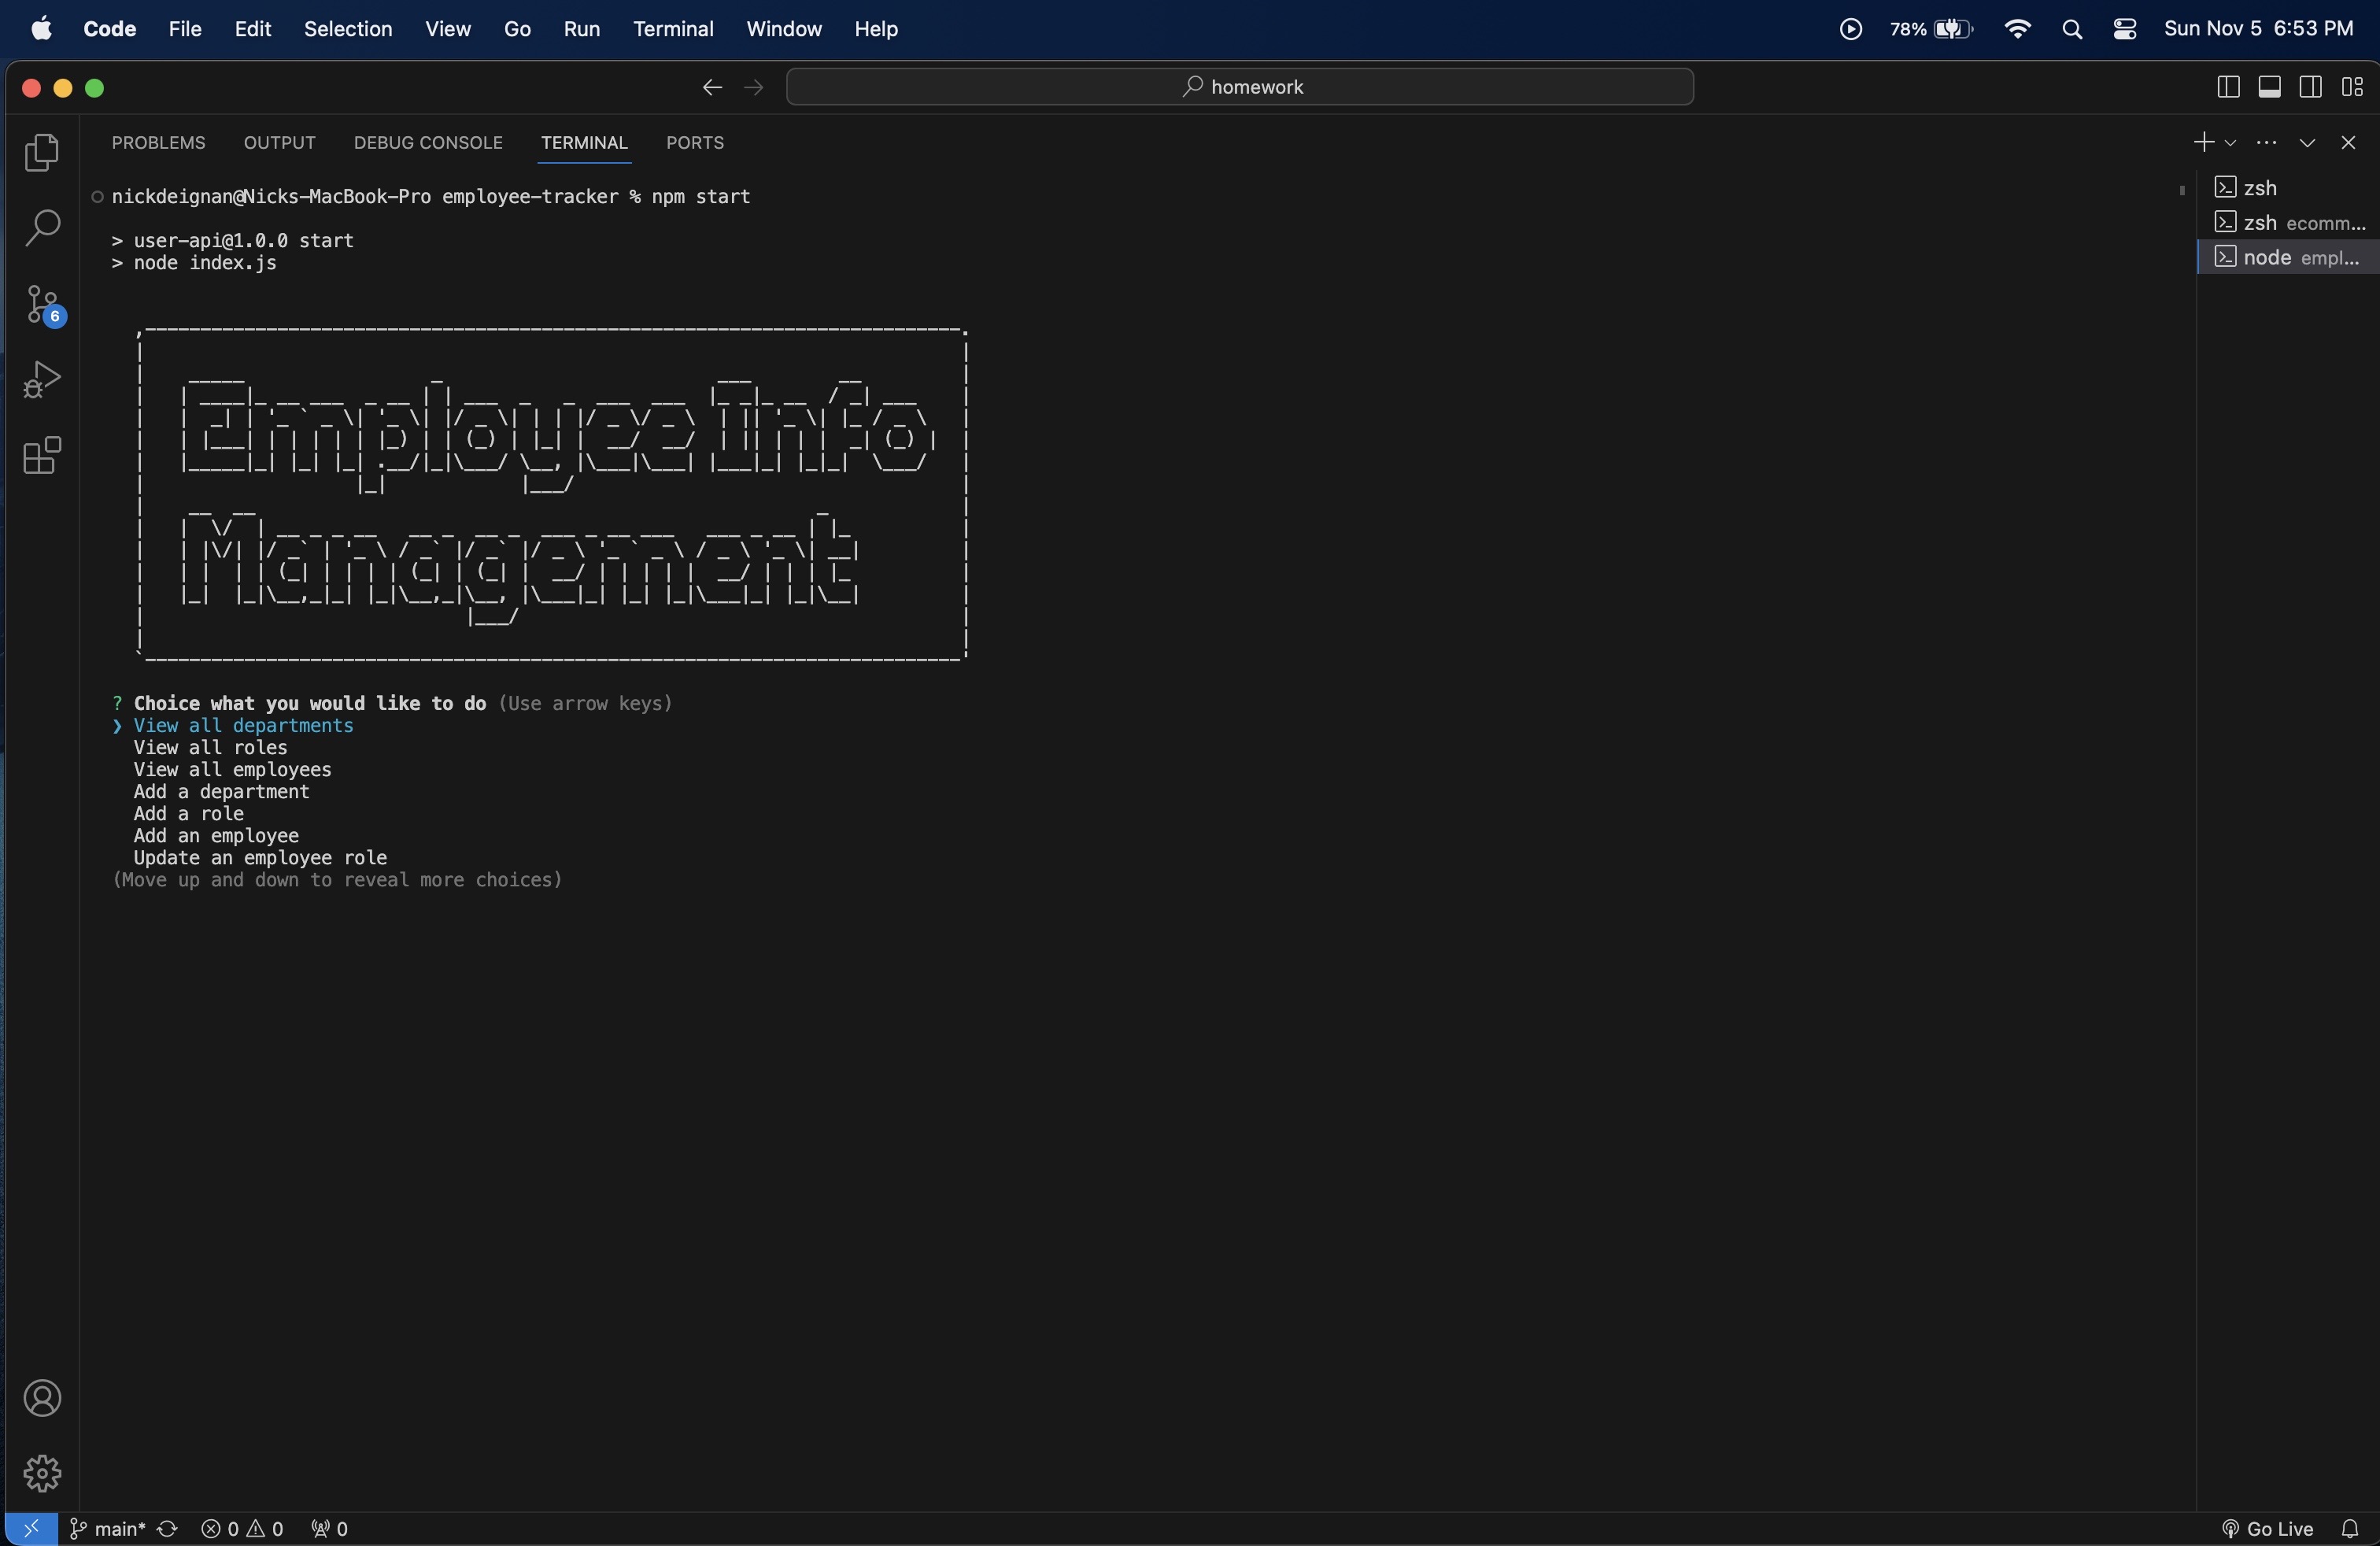 Code File Edit Selection View Go Run Terminal Window Help 78% Sun Nov 5 6:53 PM
homework
PROBLEMS OUTPUT DEBUG CONSOLE TERMINAL PORTS
nickdeignan@Nicks-MacBook-Pro employee-tracker % npm start
> user-api@1.0.0 start
> node index.js
Employee Info
Management
? Choice what you would like to do (Use arrow keys)
❯ View all departments
View all roles
View all employees
Add a department
Add a role
Add an employee
Update an employee role
(Move up and down to reveal more choices)
zsh
zsh ecomm...
node empl...
6
main* 0 0 0 Go Live